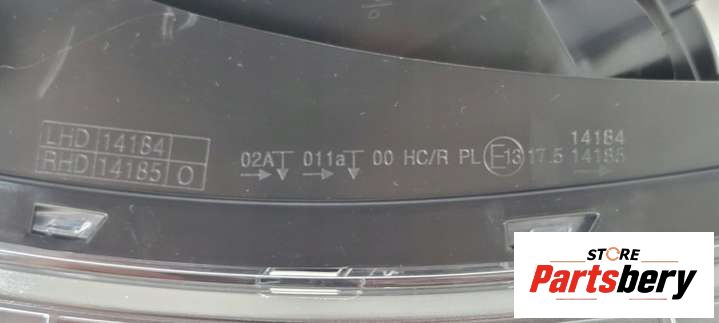 %
LHD 14184
RHD 14185 O
02A 011a 00 HC/R PL E13 17.5 14184
14185
STORE
Partsbery